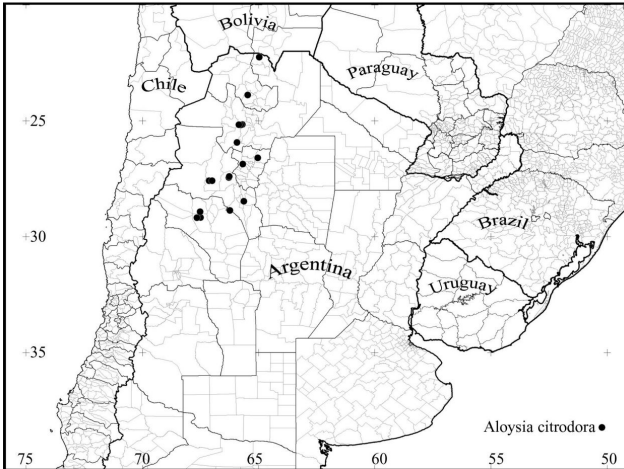 Bolivia
Chile
Paraguay
25
Brazil
30
Argentina
Uruguay
35
Aloysia citrodora
75 70 65 60 55 50